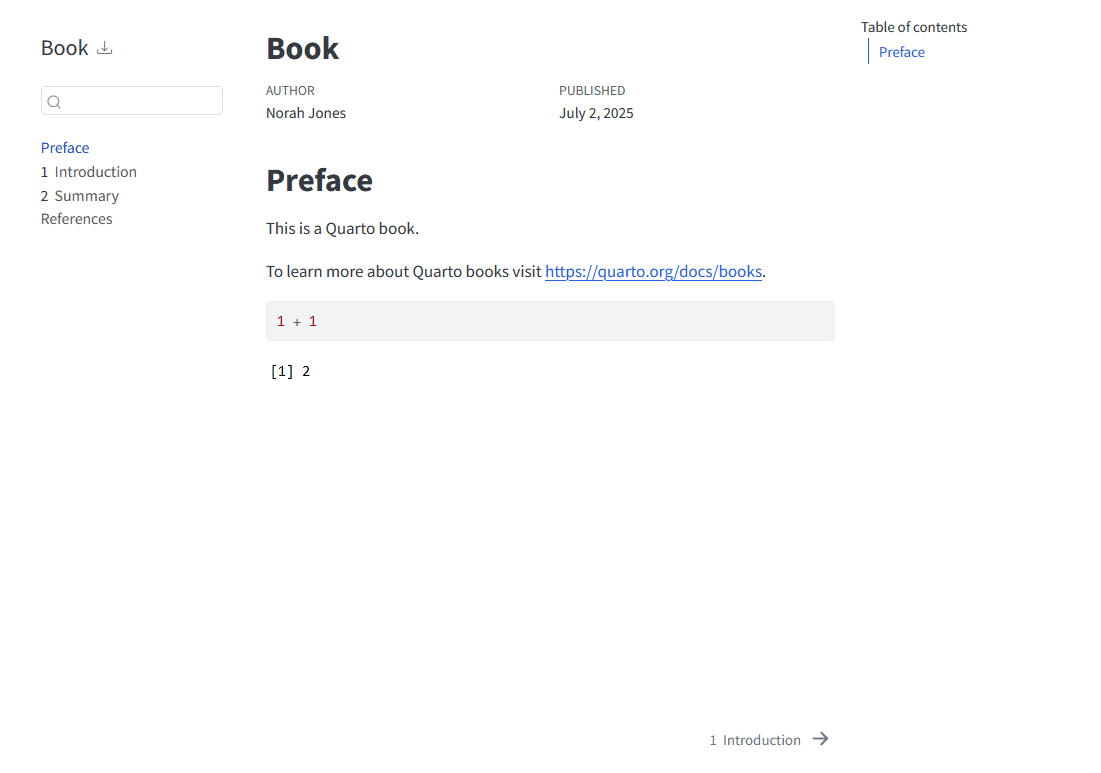 Book
Preface
1 Introduction
2 Summary
References
Book
AUTHOR
Norah Jones
PUBLISHED
July 2, 2025
Preface
This is a Quarto book.
To learn more about Quarto books visit https://quarto.org/docs/books.
1 + 1
[1] 2
1 Introduction
Table of contents
Preface